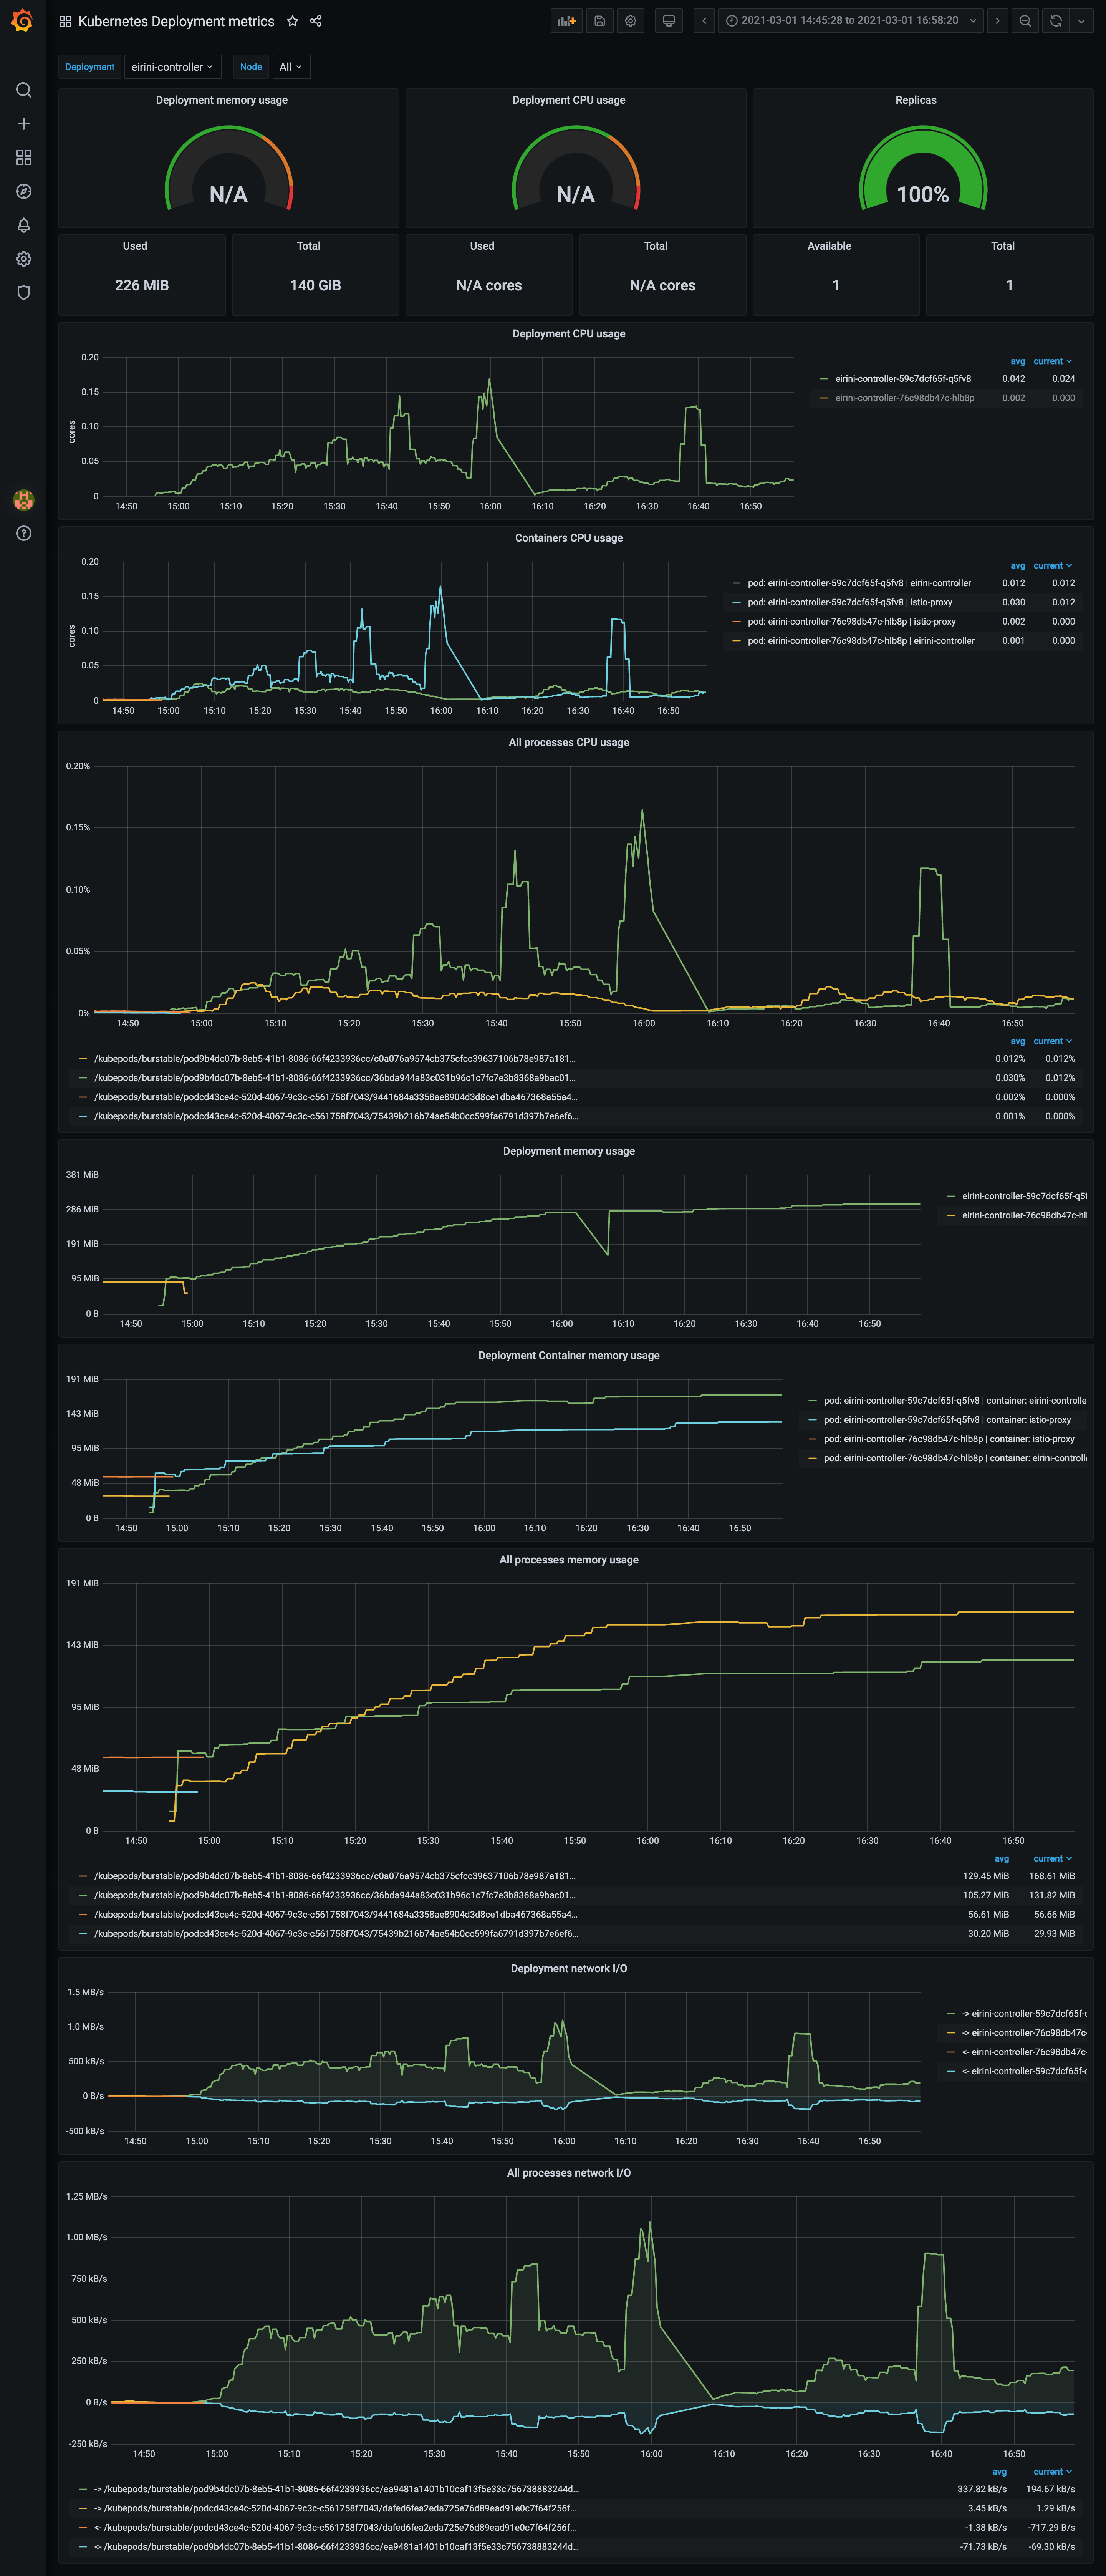 Kubernetes Deployment metrics
2021-03-01 14:45:28 to 2021-03-01 16:58:20
Deployment eirini-controller Node All
Deployment memory usage Deployment CPU usage Replicas
N/A N/A 100%
Used Total Used Total Available Total
226 MiB 140 GiB N/A cores N/A cores 1 1
Deployment CPU usage
avg current
eirini-controller-59c7dcf65f-q5fv8 0.042 0.024
eirini-controller-76c98db47c-hlb8p 0.002 0.000
cores
0.20
0.15
0.10
0.05
0
14:50 15:00 15:10 15:20 15:30 15:40 15:50 16:00 16:10 16:20 16:30 16:40 16:50
Containers CPU usage
avg current
pod: eirini-controller-59c7dcf65f-q5fv8 | eirini-controller 0.012 0.012
pod: eirini-controller-59c7dcf65f-q5fv8 | istio-proxy 0.030 0.012
pod: eirini-controller-76c98db47c-hlb8p | istio-proxy 0.002 0.000
pod: eirini-controller-76c98db47c-hlb8p | eirini-controller 0.001 0.000
cores
0.20
0.15
0.10
0.05
0
14:50 15:00 15:10 15:20 15:30 15:40 15:50 16:00 16:10 16:20 16:30 16:40 16:50
All processes CPU usage
0.20%
0.15%
0.10%
0.05%
0%
14:50 15:00 15:10 15:20 15:30 15:40 15:50 16:00 16:10 16:20 16:30 16:40 16:50
avg current
/kubepods/burstable/pod9b4dc07b-8eb5-41b1-8086-66f4233936cc/c0a076a9574cb375cfcc39637106b78e987a181... 0.012% 0.012%
/kubepods/burstable/pod9b4dc07b-8eb5-41b1-8086-66f4233936cc/36bda944a83c031b96c1c7fc7e3b8368a9bac01... 0.030% 0.012%
/kubepods/burstable/podcd43ce4c-520d-4067-9c3c-c561758f7043/9441684a3358ae8904d3d8ce1dba467368a55a4... 0.002% 0.000%
/kubepods/burstable/podcd43ce4c-520d-4067-9c3c-c561758f7043/75439b216b74ae54b0cc599fa6791d397b7e6ef6... 0.001% 0.000%
Deployment memory usage
381 MiB
286 MiB
191 MiB
95 MiB
0 B
14:50 15:00 15:10 15:20 15:30 15:40 15:50 16:00 16:10 16:20 16:30 16:40 16:50
eirini-controller-59c7dcf65f-q5f
eirini-controller-76c98db47c-hl
Deployment Container memory usage
191 MiB
143 MiB
95 MiB
48 MiB
0 B
14:50 15:00 15:10 15:20 15:30 15:40 15:50 16:00 16:10 16:20 16:30 16:40 16:50
pod: eirini-controller-59c7dcf65f-q5fv8 | container: eirini-controlle
pod: eirini-controller-59c7dcf65f-q5fv8 | container: istio-proxy
pod: eirini-controller-76c98db47c-hlb8p | container: istio-proxy
pod: eirini-controller-76c98db47c-hlb8p | container: eirini-controll
All processes memory usage
191 MiB
143 MiB
95 MiB
48 MiB
0 B
14:50 15:00 15:10 15:20 15:30 15:40 15:50 16:00 16:10 16:20 16:30 16:40 16:50
avg current
/kubepods/burstable/pod9b4dc07b-8eb5-41b1-8086-66f4233936cc/c0a076a9574cb375cfcc39637106b78e987a181... 129.45 MiB 168.61 MiB
/kubepods/burstable/pod9b4dc07b-8eb5-41b1-8086-66f4233936cc/36bda944a83c031b96c1c7fc7e3b8368a9bac01... 105.27 MiB 131.82 MiB
/kubepods/burstable/podcd43ce4c-520d-4067-9c3c-c561758f7043/9441684a3358ae8904d3d8ce1dba467368a55a4... 56.61 MiB 56.66 MiB
/kubepods/burstable/podcd43ce4c-520d-4067-9c3c-c561758f7043/75439b216b74ae54b0cc599fa6791d397b7e6ef6... 30.20 MiB 29.93 MiB
Deployment network I/O
1.5 MB/s
1.0 MB/s
500 kB/s
0 B/s
-500 kB/s
14:50 15:00 15:10 15:20 15:30 15:40 15:50 16:00 16:10 16:20 16:30 16:40 16:50
-> eirini-controller-59c7dcf65f-c
-> eirini-controller-76c98db47c-
<- eirini-controller-76c98db47c-
<- eirini-controller-59c7dcf65f-c
All processes network I/O
1.25 MB/s
1.00 MB/s
750 kB/s
500 kB/s
250 kB/s
0 B/s
-250 kB/s
14:50 15:00 15:10 15:20 15:30 15:40 15:50 16:00 16:10 16:20 16:30 16:40 16:50
avg current
-> /kubepods/burstable/pod9b4dc07b-8eb5-41b1-8086-66f4233936cc/ea9481a1401b10caf13f5e33c756738883244d... 337.82 kB/s 194.67 kB/s
-> /kubepods/burstable/podcd43ce4c-520d-4067-9c3c-c561758f7043/dafed6fea2eda725e76d89ead91e0c7f64f256f... 3.45 kB/s 1.29 kB/s
<- /kubepods/burstable/podcd43ce4c-520d-4067-9c3c-c561758f7043/dafed6fea2eda725e76d89ead91e0c7f64f256f... -1.38 kB/s -717.29 B/s
<- /kubepods/burstable/pod9b4dc07b-8eb5-41b1-8086-66f4233936cc/ea9481a1401b10caf13f5e33c756738883244d... -71.73 kB/s -69.30 kB/s